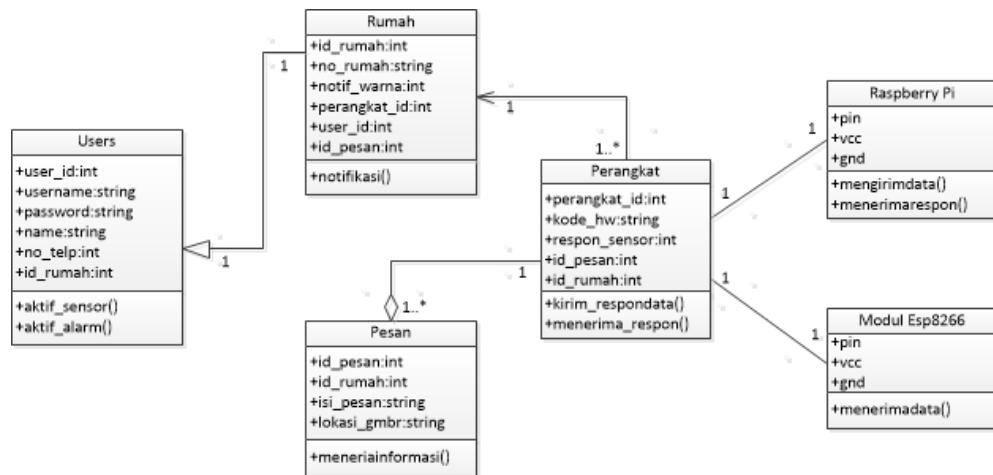 Rumah
+id_rumah:int
+no_rumah:string
+notif_warna:int
+perangkat_id:int
+user_id:int
+id_pesan:int
+notifikasi()
1
1
Users
+user_id:int
+username:string
+password:string
+name:string
+no_telp:int
+id_rumah:int
+aktif_sensor()
+aktif_alarm()
1
1..*
Perangkat
+perangkat_id:int
+kode_hw:string
+respon_sensor:int
+id_pesan:int
+id_rumah:int
+kirim_respondata()
+menerima_respon()
1
1
1
1..*
Pesan
+id_pesan:int
+id_rumah:int
+isi_pesan:string
+lokasi_gmbr:string
+meneriainformasi()
Raspberry Pi
+pin
+vcc
+gnd
+mengirimdata()
+menerimarespon()
1
1.
Modul Esp8266
+pin
+vcc
+gnd
+menerimadata()